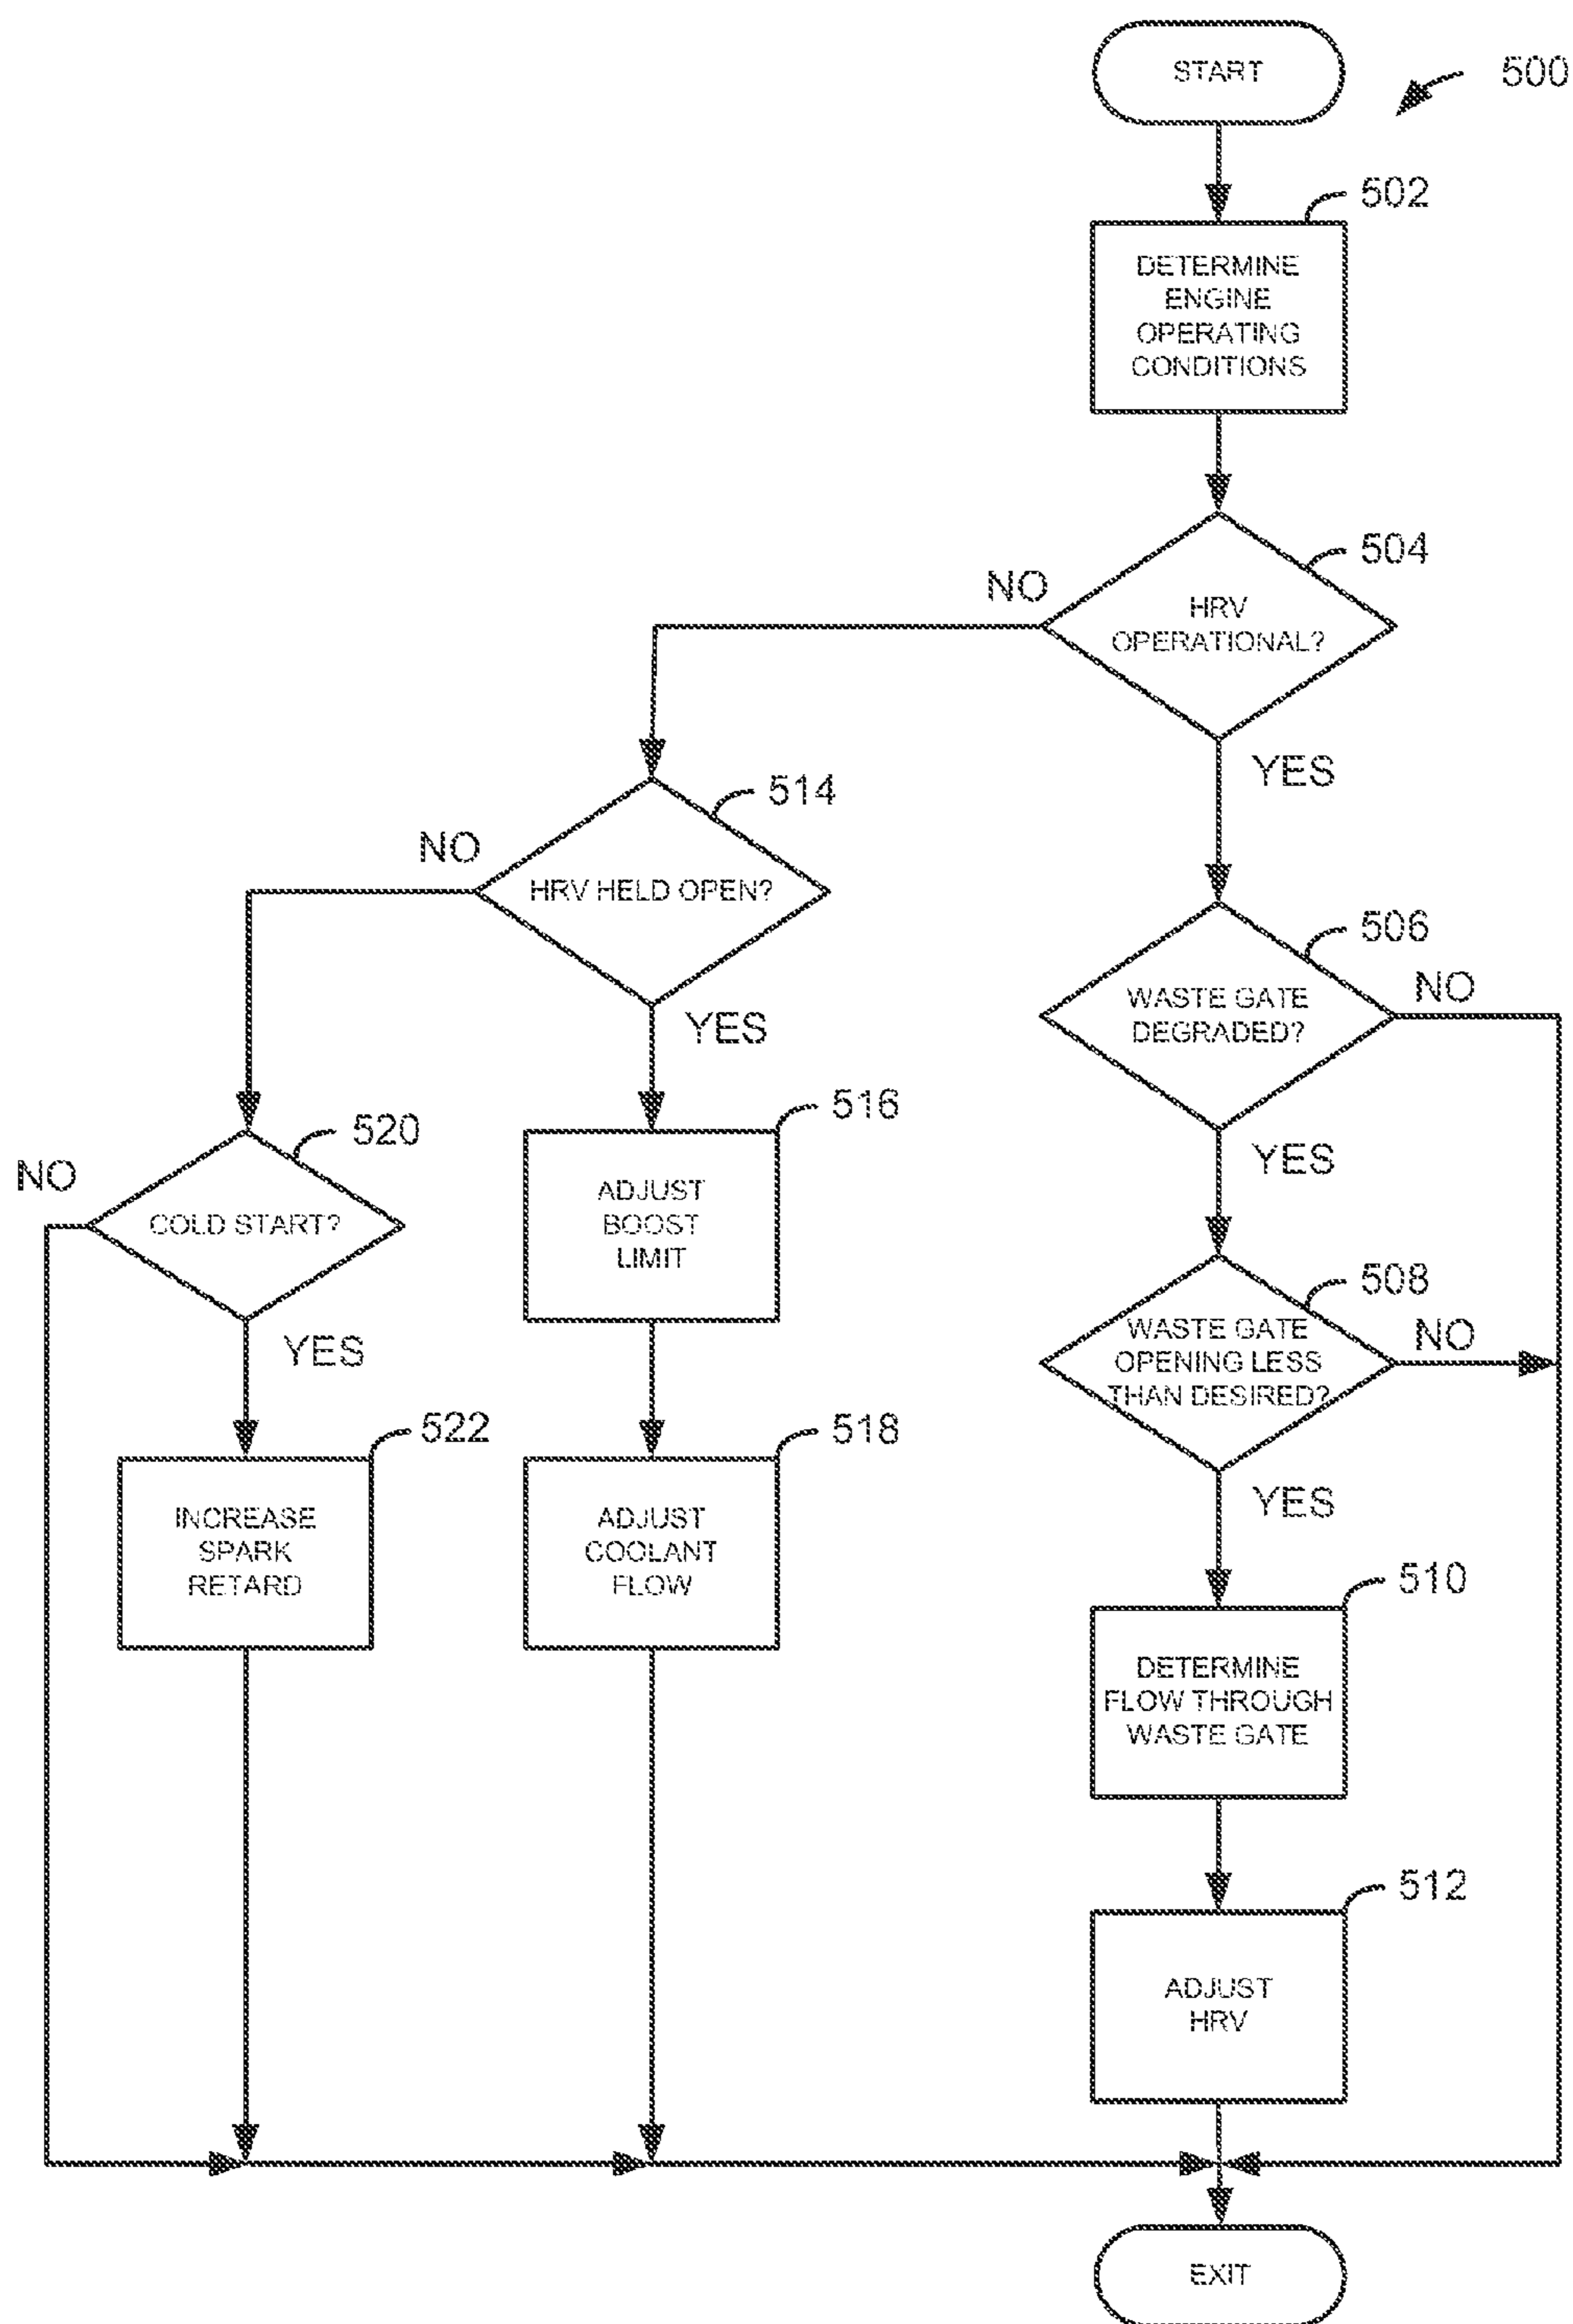 START
500
502
DETERMINE
ENGINE
OPERATING
CONDITIONS
504
NO
HRV
OPERATIONAL?
YES
514
NO
HRV HELD OPEN?
YES
506
WASTE GATE
DEGRADED?
NO
YES
520
NO
COLD START?
YES
516
ADJUST
BOOST
LIMIT
508
WASTE GATE
OPENING LESS
THAN DESIRED?
NO
YES
522
INCREASE
SPARK
RETARD
518
ADJUST
COOLANT
FLOW
510
DETERMINE
FLOW THROUGH
WASTE GATE
512
ADJUST
HRV
EXIT